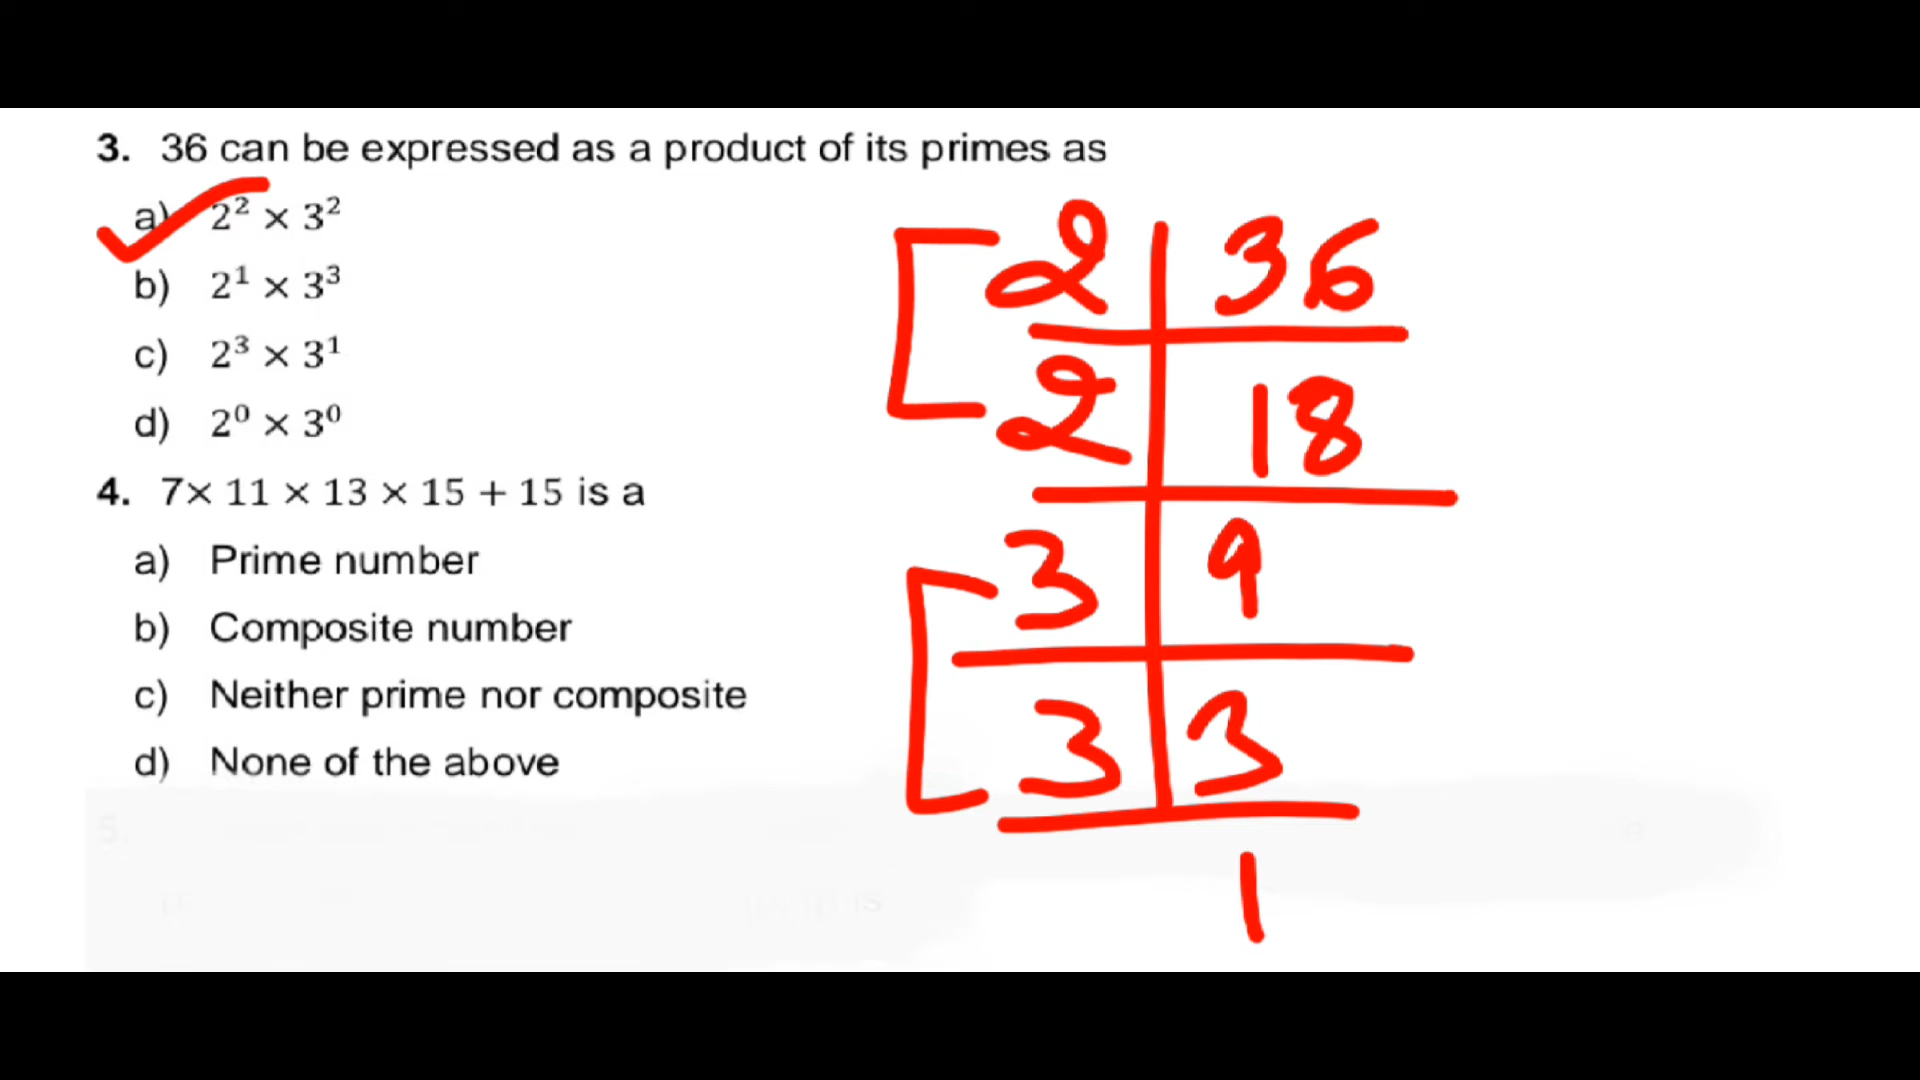 3. 36 can be expressed as a product of its primes as
a) 2² × 3²
b) 2¹ × 3³
c) 2³ × 3¹
d) 2⁰ × 3⁰
4. 7× 11 × 13 × 15 + 15 is a
a) Prime number
b) Composite number
c) Neither prime nor composite
d) None of the above
5.
2 36
2 18
3 9
3 3
1